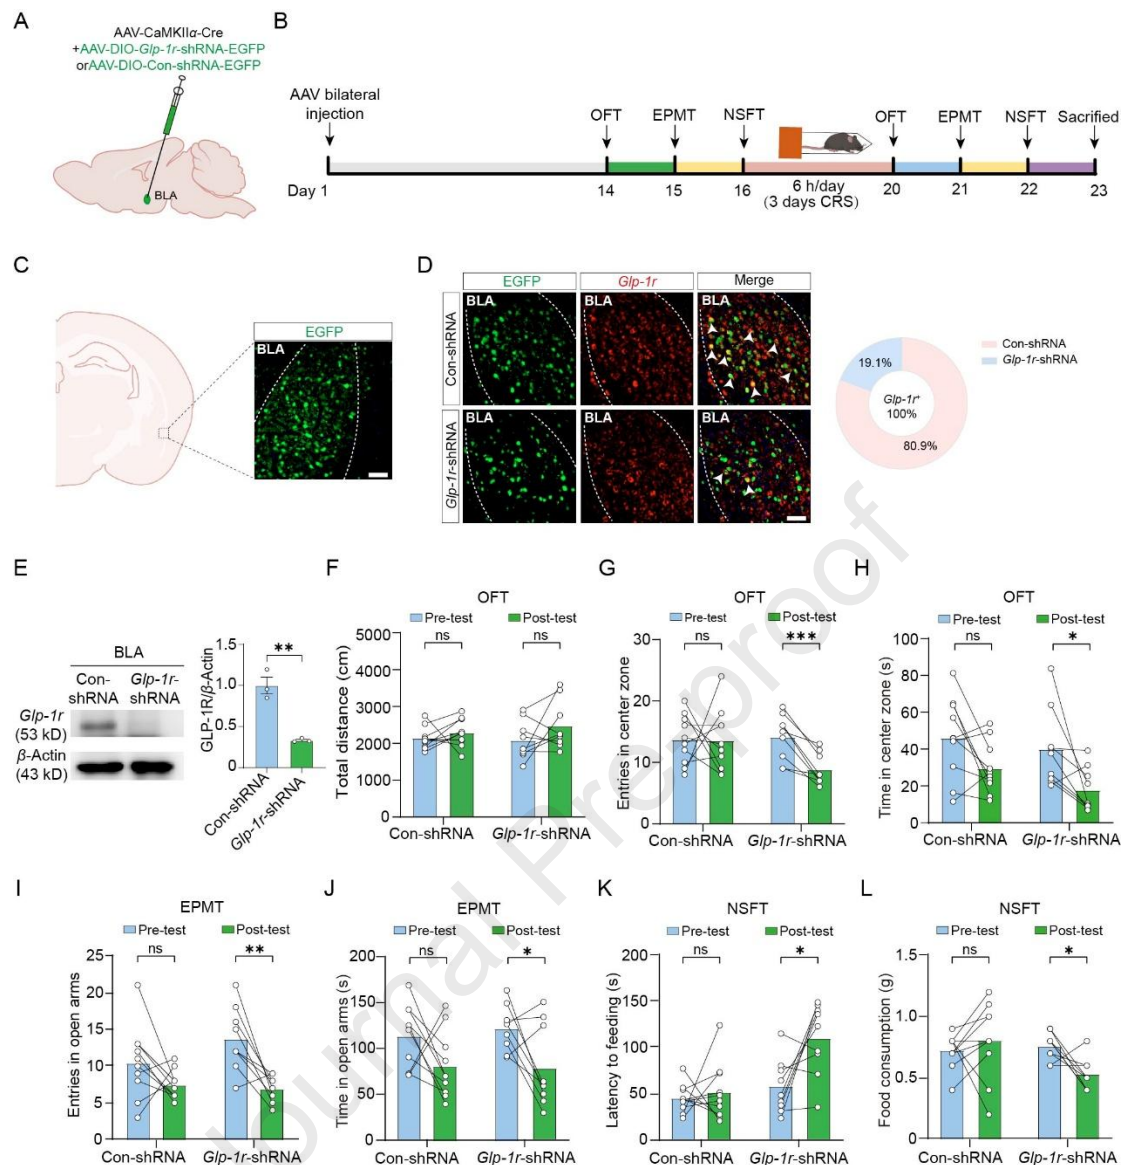 A
AAV-CaMKIIα-Cre
+AAV-DIO-Glp-1r-shRNA-EGFP
orAAV-DIO-Con-shRNA-EGFP
BLA
B
AAV bilateral
injection
OFT EPMT NSFT OFT EPMT NSFT Sacrified
Day 1 14 15 16 6 h/day 20 21 22 23
(3 days CRS)
C
EGFP
BLA
D
EGFP Glp-1r Merge
Con-shRNA
BLA BLA BLA
Glp-1r-shRNA
BLA BLA BLA
Con-shRNA
Glp-1r-shRNA
19.1%
Glp-1r+
100%
80.9%
E
BLA
Con-
shRNA
Glp-1r-
shRNA
Glp-1r
(53 kD)
β-Actin
(43 kD)
GLP-1R/β-Actin
1.5
1.0
0.5
0
**
Con-shRNA
Glp-1r-shRNA
F
OFT
Pre-test Post-test
ns ns
Total distance (cm)
5000
4000
3000
2000
1000
0
Con-shRNA Glp-1r-shRNA
G
OFT
Pre-test Post-test
ns ***
Entries in center zone
30
20
10
0
Con-shRNA Glp-1r-shRNA
H
OFT
Pre-test Post-test
ns *
Time in center zone (s)
100
80
60
40
20
0
Con-shRNA Glp-1r-shRNA
I
EPMT
Pre-test Post-test
ns **
Entries in open arms
25
20
15
10
5
0
Con-shRNA Glp-1r-shRNA
J
EPMT
Pre-test Post-test
ns *
Time in open arms (s)
200
150
100
50
0
Con-shRNA Glp-1r-shRNA
K
NSFT
Pre-test Post-test
ns *
Latency to feeding (s)
200
150
100
50
0
Con-shRNA Glp-1r-shRNA
L
NSFT
Pre-test Post-test
ns *
Food consumption (g)
1.5
1.0
0.5
0
Con-shRNA Glp-1r-shRNA
Journal Preproof